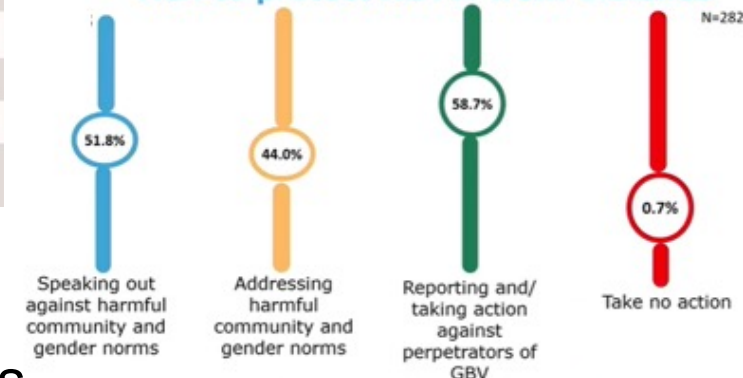 N=282
51.8%
44.0%
58.7%
0.7%
Speaking out
against harmful
community and
gender norms
Addressing
harmful
community and
gender norms
Reporting and/
taking action
against
perpetrators of
GBV
Take no action